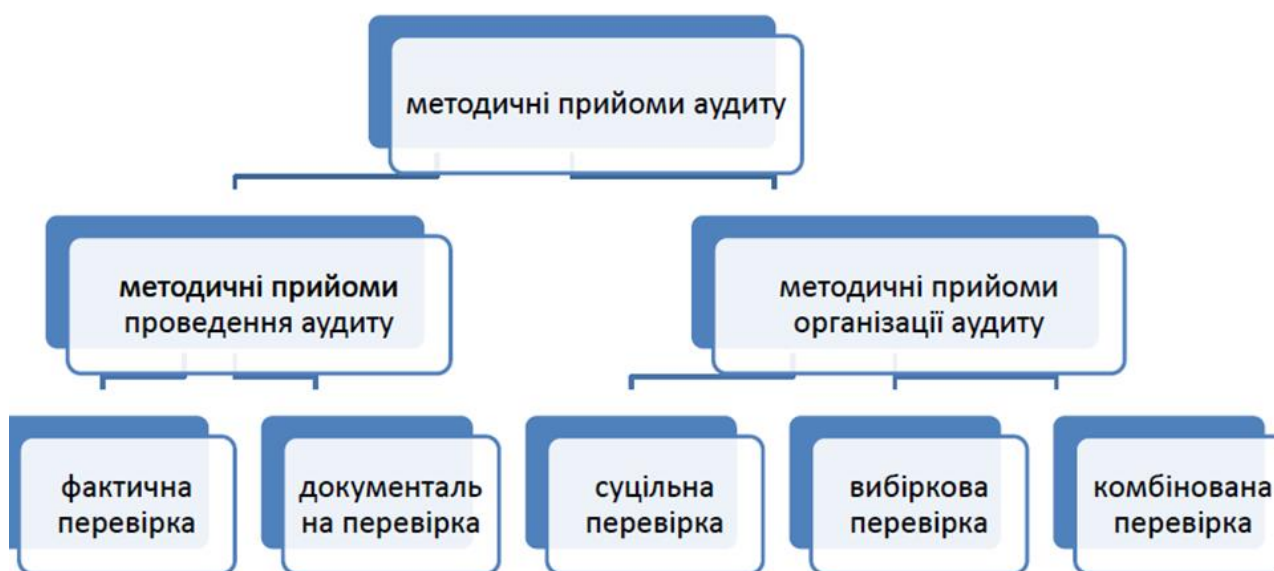 методичні прийоми аудиту
методичні прийоми
проведення аудиту
методичні прийоми
організації аудиту
фактична
перевірка
документаль
на перевірка
суцільна
перевірка
вибіркова
перевірка
комбінована
перевірка